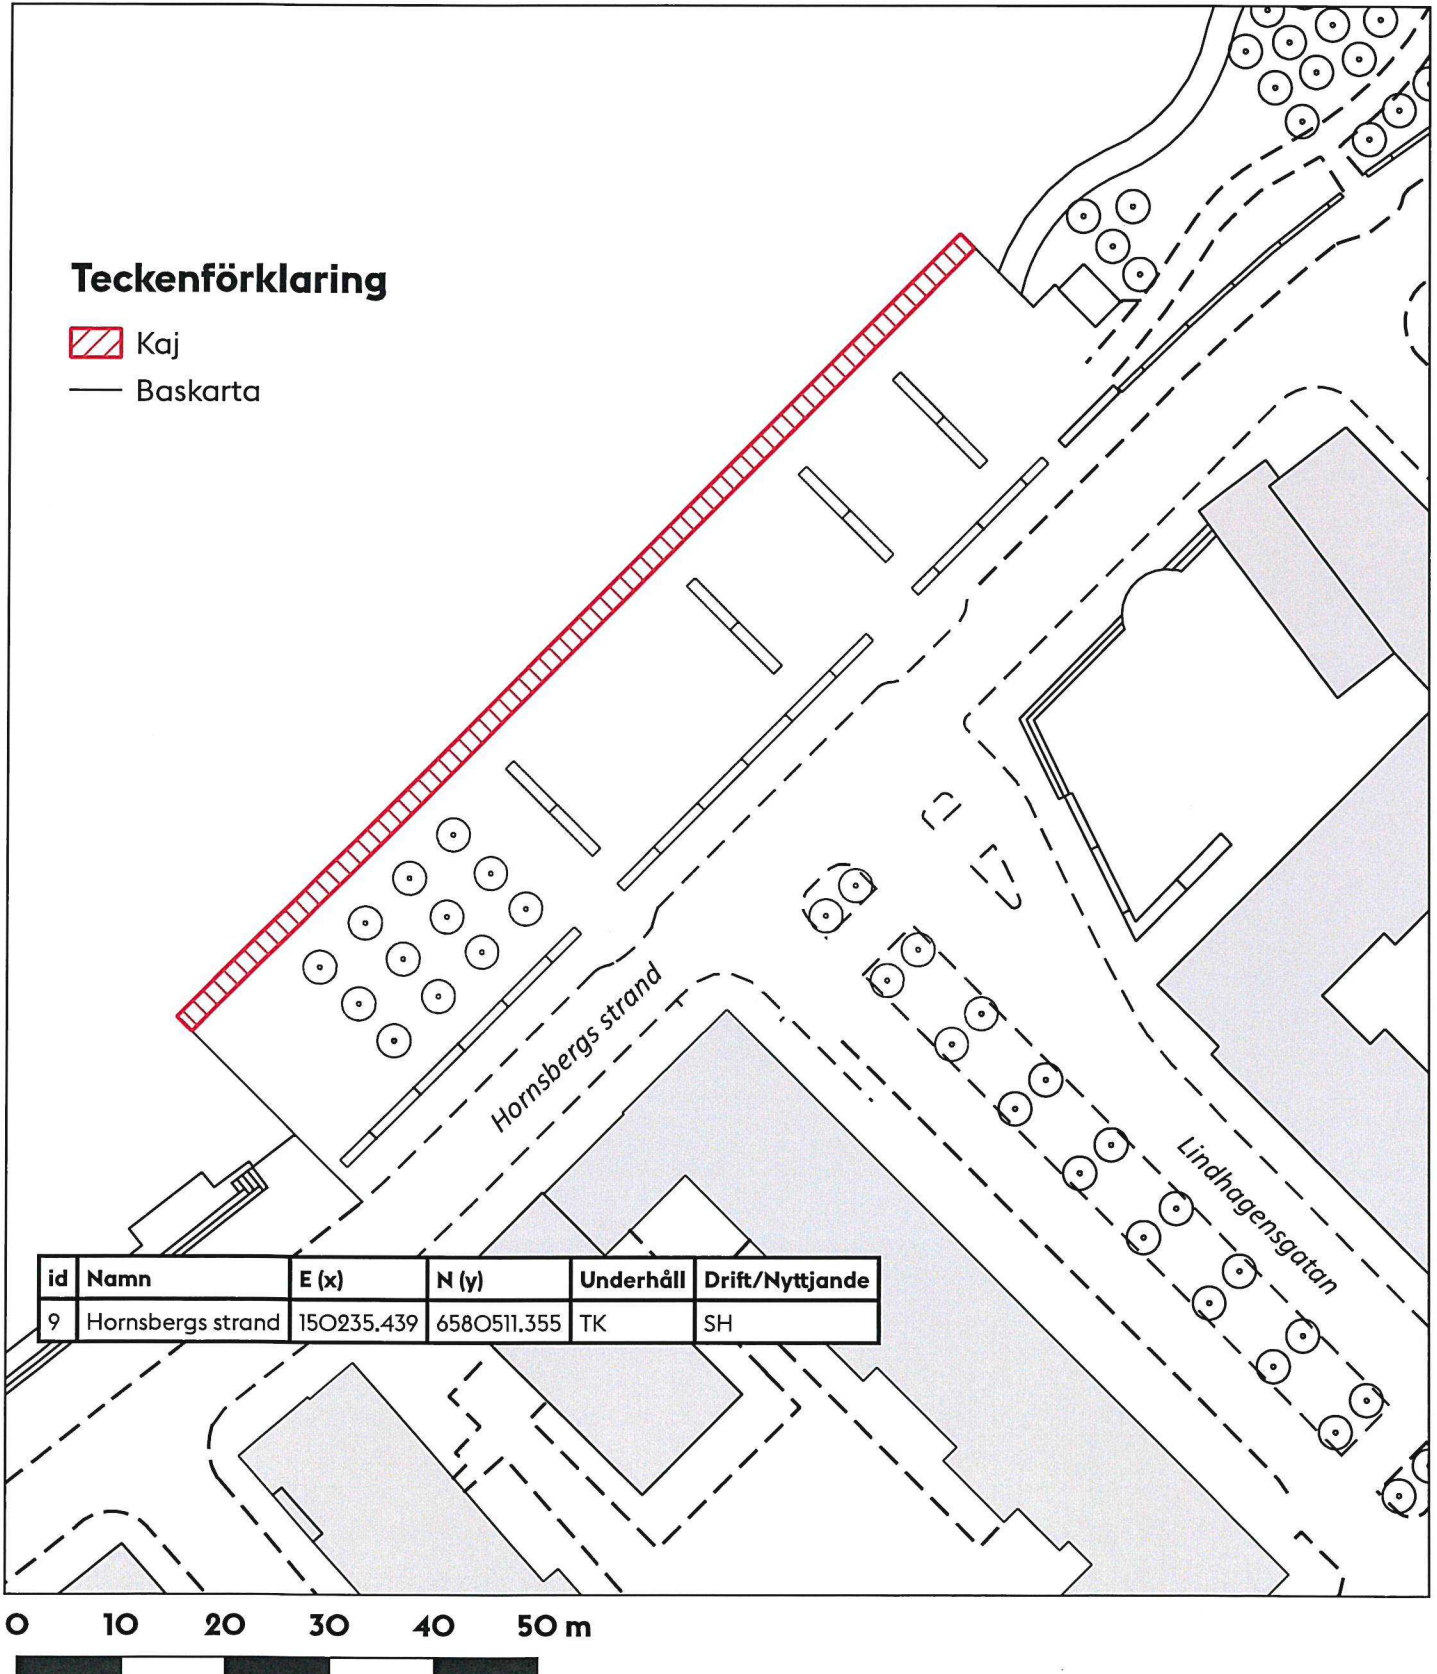 Teckenförklaring
Kaj
Baskarta
Hornsbergs strand
Lindhagensgatan
id Namn E (x) N (y) Underhåll Drift/Nyttjande
9 Hornsbergs strand 150235.439 6580511.355 TK SH
0 10 20 30 40 50 m